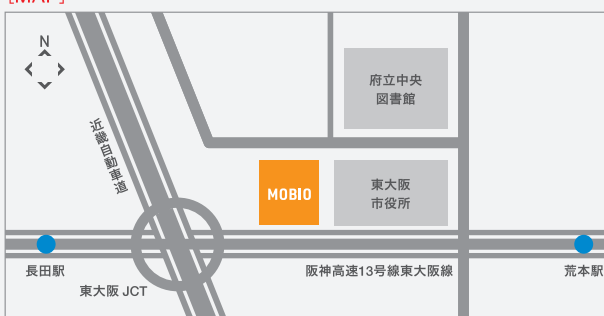 [MAP]
N
府立中央
図書館
近畿自動車道
MOBIO
東大阪
市役所
長田駅
阪神高速13号線東大阪線
荒本駅
東大阪 JCT